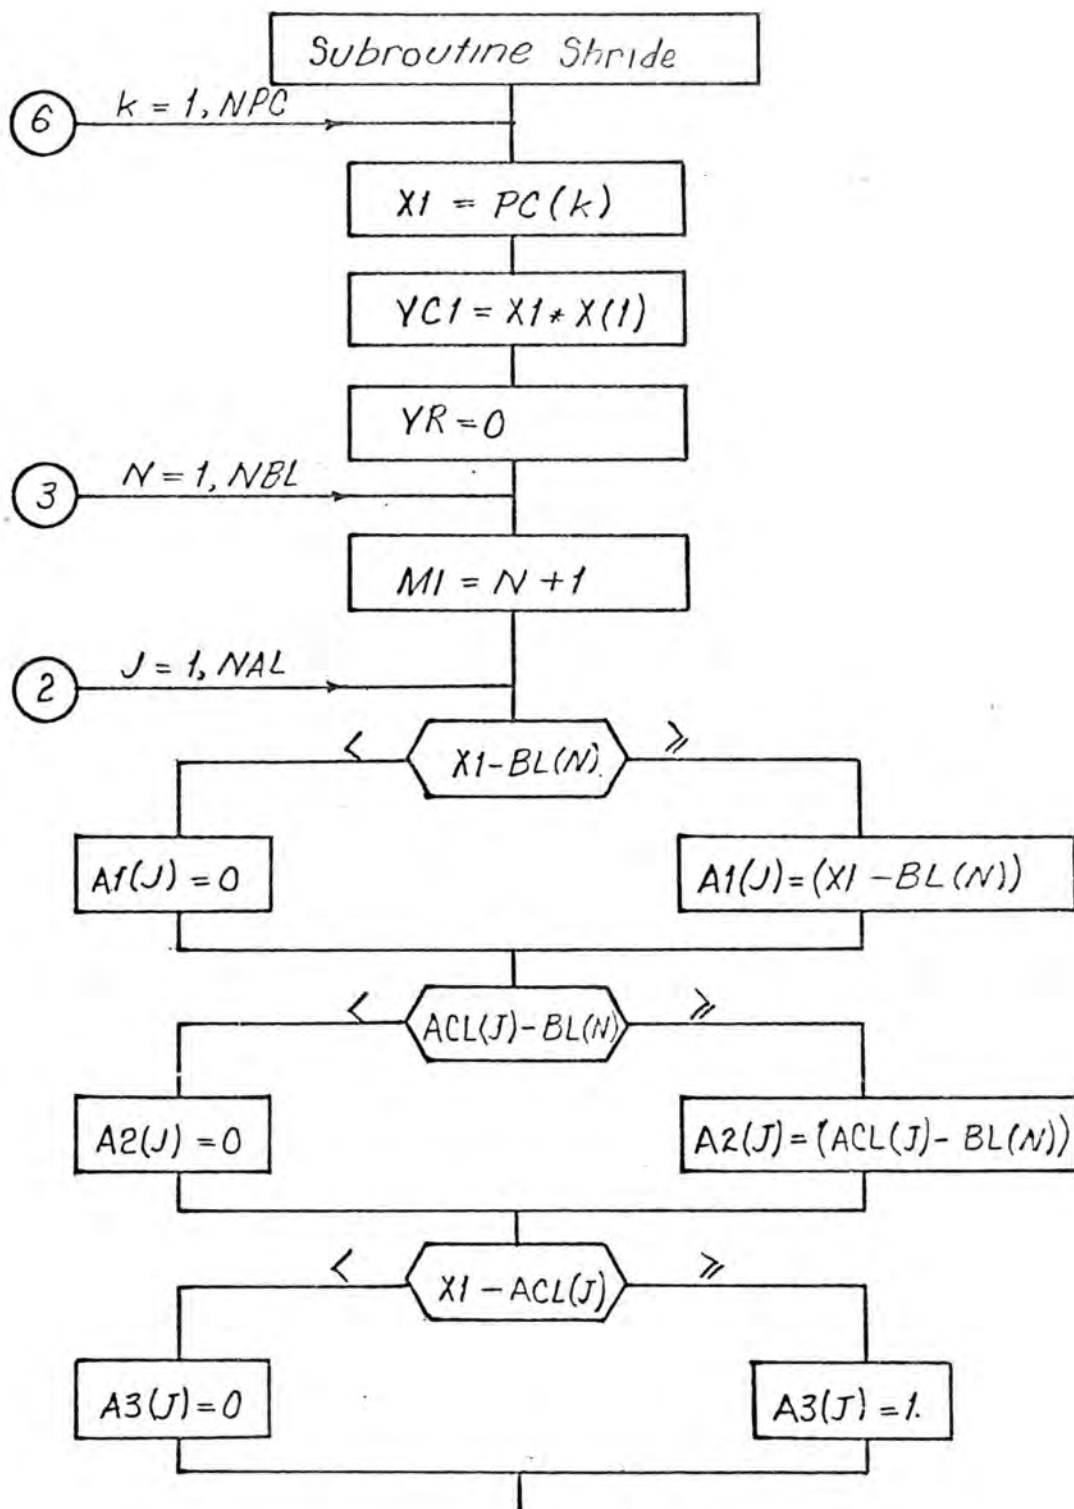 Subroutine Shride
6 k = 1, NPC
X1 = PC(k)
YC1 = X1 * X(1)
YR = 0
3 N = 1, NBL
MI = N + 1
2 J = 1, NAL
< X1-BL(N). ⩾
A1(J) = 0
A1(J) = (X1 - BL(N))
< ACL(J)-BL(N) ⩾
A2(J) = 0
A2(J) = (ACL(J) - BL(N))
< X1 - ACL(J) ⩾
A3(J) = 0
A3(J) = 1.